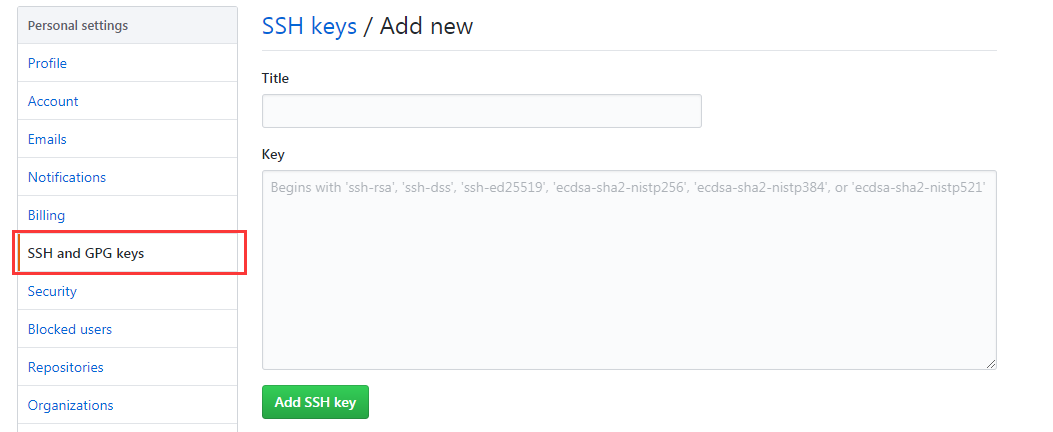 Personal settings
Profile
Account
Emails
Notifications
Billing
SSH and GPG keys
Security
Blocked users
Repositories
Organizations
SSH keys / Add new
Title
Key
Begins with 'ssh-rsa', 'ssh-dss', 'ssh-ed25519', 'ecdsa-sha2-nistp256', 'ecdsa-sha2-nistp384', or 'ecdsa-sha2-nistp521'
Add SSH key